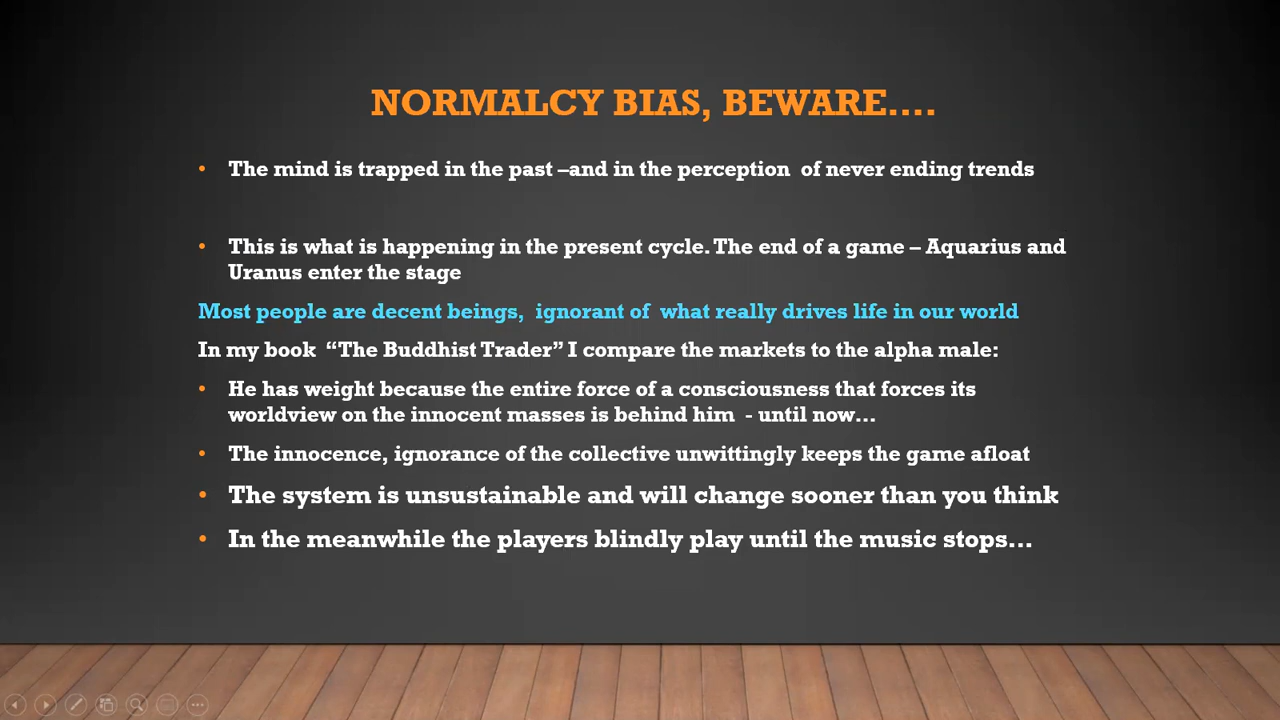 NORMALCY BIAS, BEWARE....
• The mind is trapped in the past –and in the perception  of never ending trends
• This is what is happening in the present cycle. The end of a game – Aquarius and
Uranus enter the stage
Most people are decent beings,  ignorant of  what really drives life in our world
In my book  “The Buddhist Trader” I compare the markets to the alpha male:
• He has weight because the entire force of a consciousness that forces its
worldview on the innocent masses is behind him  - until now...
• The innocence, ignorance of the collective unwittingly keeps the game afloat
• The system is unsustainable and will change sooner than you think
• In the meanwhile the players blindly play until the music stops...